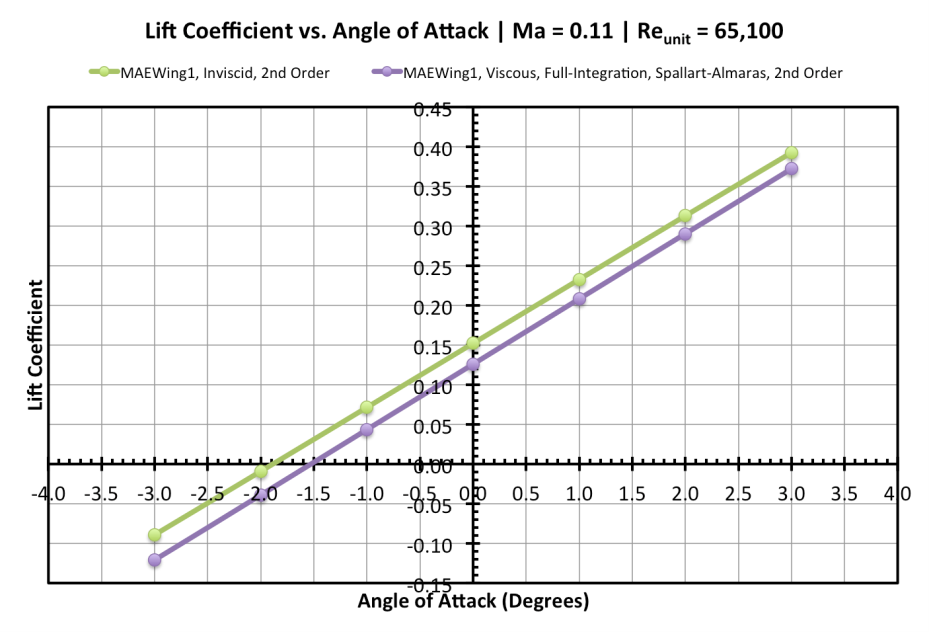 Lift Coefficient vs. Angle of Attack | Ma = 0.11 | Reunit = 65,100
MAEWing1, Inviscid, 2nd Order
MAEWing1, Viscous, Full-Integration, Spallart-Almaras, 2nd Order
0.45
0.40
0.35
0.30
0.25
0.20
0.15
0.10
0.05
0.00
-4.0 -3.5 -3.0 -2.5 -2.0 -1.5 -1.0 -0.5 0.0 0.5 1.0 1.5 2.0 2.5 3.0 3.5 4.0
-0.05
-0.10
-0.15
Lift Coefficient
Angle of Attack (Degrees)